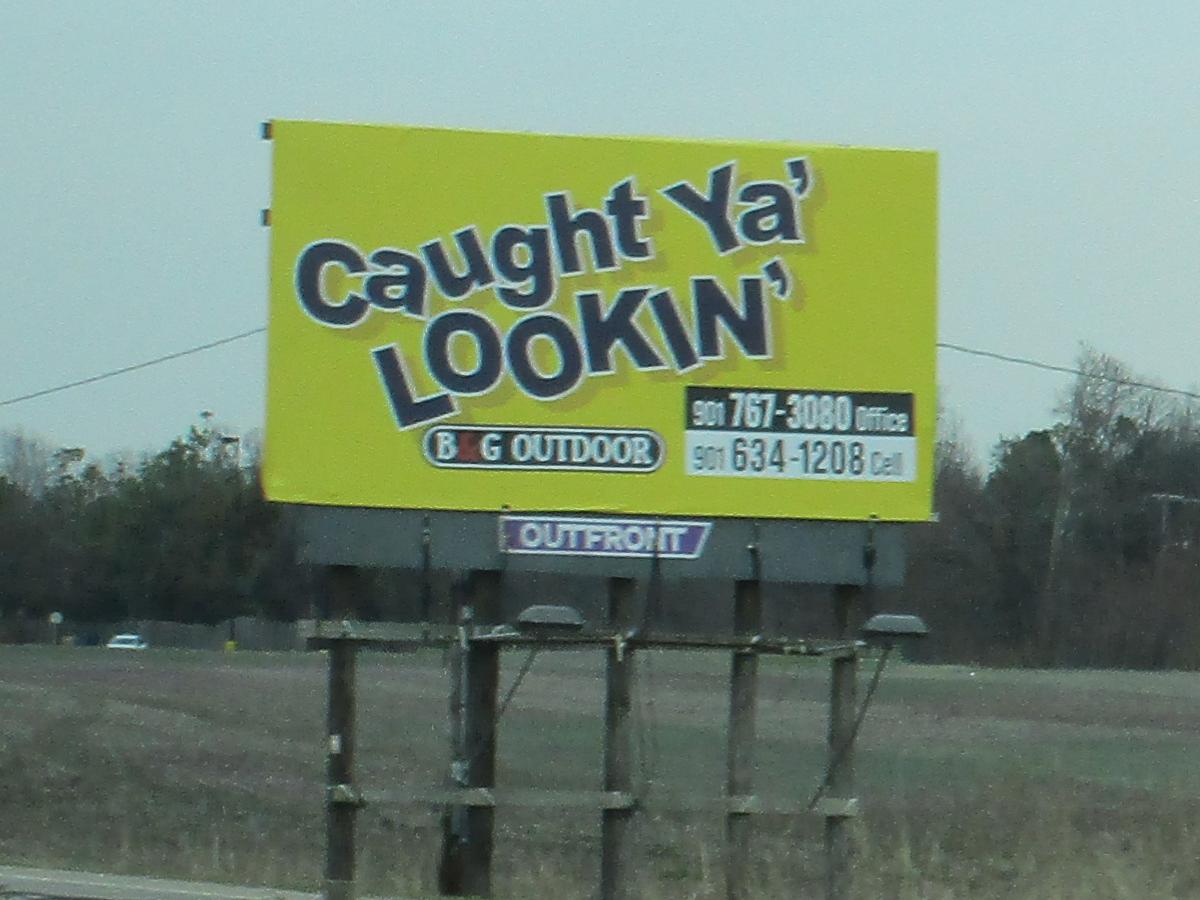 Caught Ya'
LOOKIN'
901 767-3080 Office
B&G OUTDOOR
901 634-1208 Cell
OUTFRONT